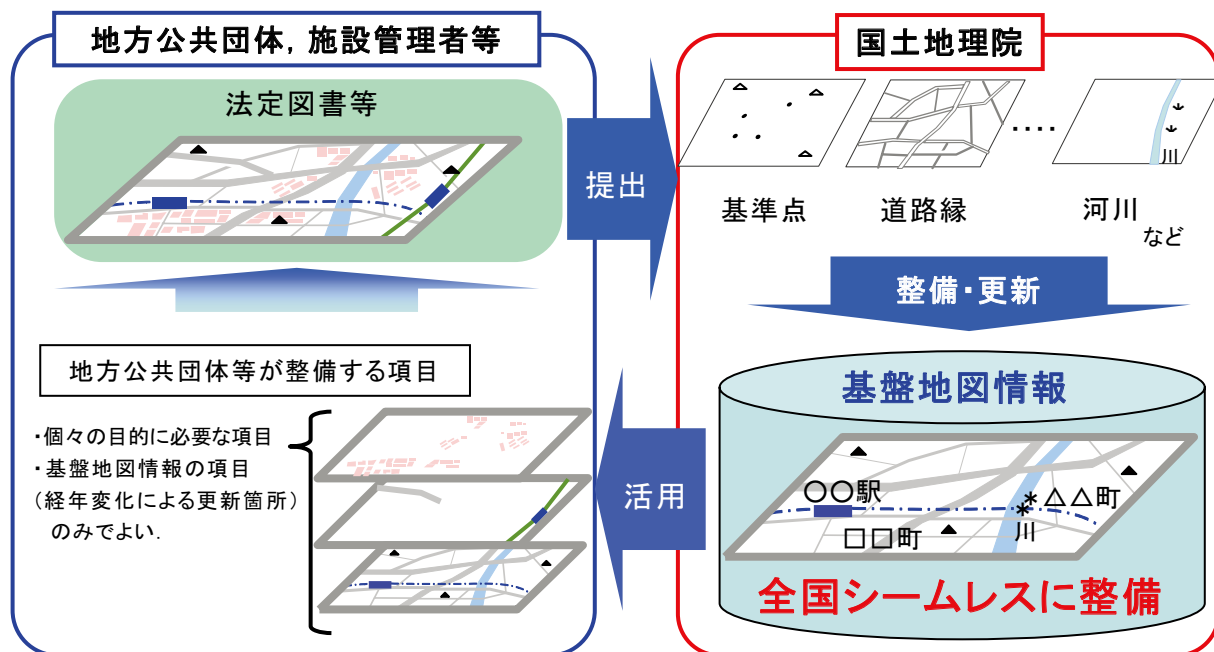 地方公共団体，施設管理者等
法定図書等
提出
国土地理院
基準点
道路縁
‥‥
川
河川
など
整備・更新
基盤地図情報
○○駅
＊＊川
△△町
□□町
全国シームレスに整備
活用
地方公共団体等が整備する項目
・個々の目的に必要な項目
・基盤地図情報の項目
（経年変化による更新箇所）
のみでよい．